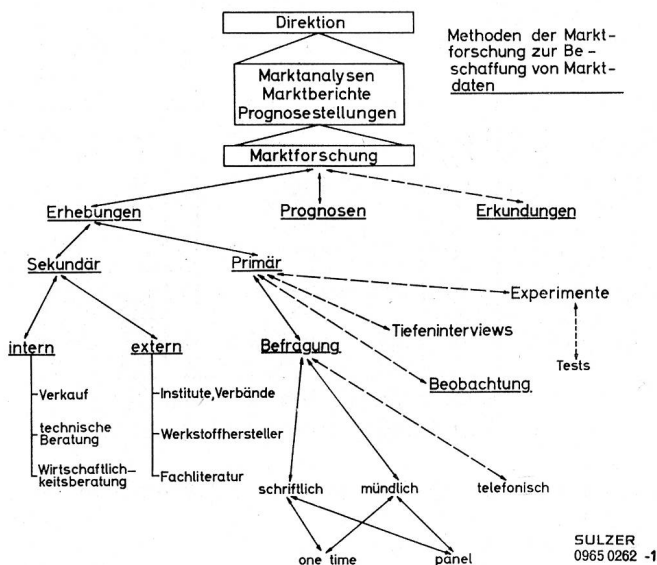 Direktion
Methoden der Markt-
forschung zur Be-
schaffung von Markt-
daten
Marktanalysen
Marktberichte
Prognosestellungen
Marktforschung
Erhebungen
Prognosen
Erkundungen
Sekundär
Primär
Experimente
Tiefeninterviews
intern
extern
Befragung
Tests
Beobachtung
Verkauf
Institute, Verbände
technische
Beratung
Werkstoffhersteller
Wirtschaftlich-
keitsberatung
Fachliteratur
schriftlich
mündlich
telefonisch
one time
panel
SULZER
0965 0262 -1